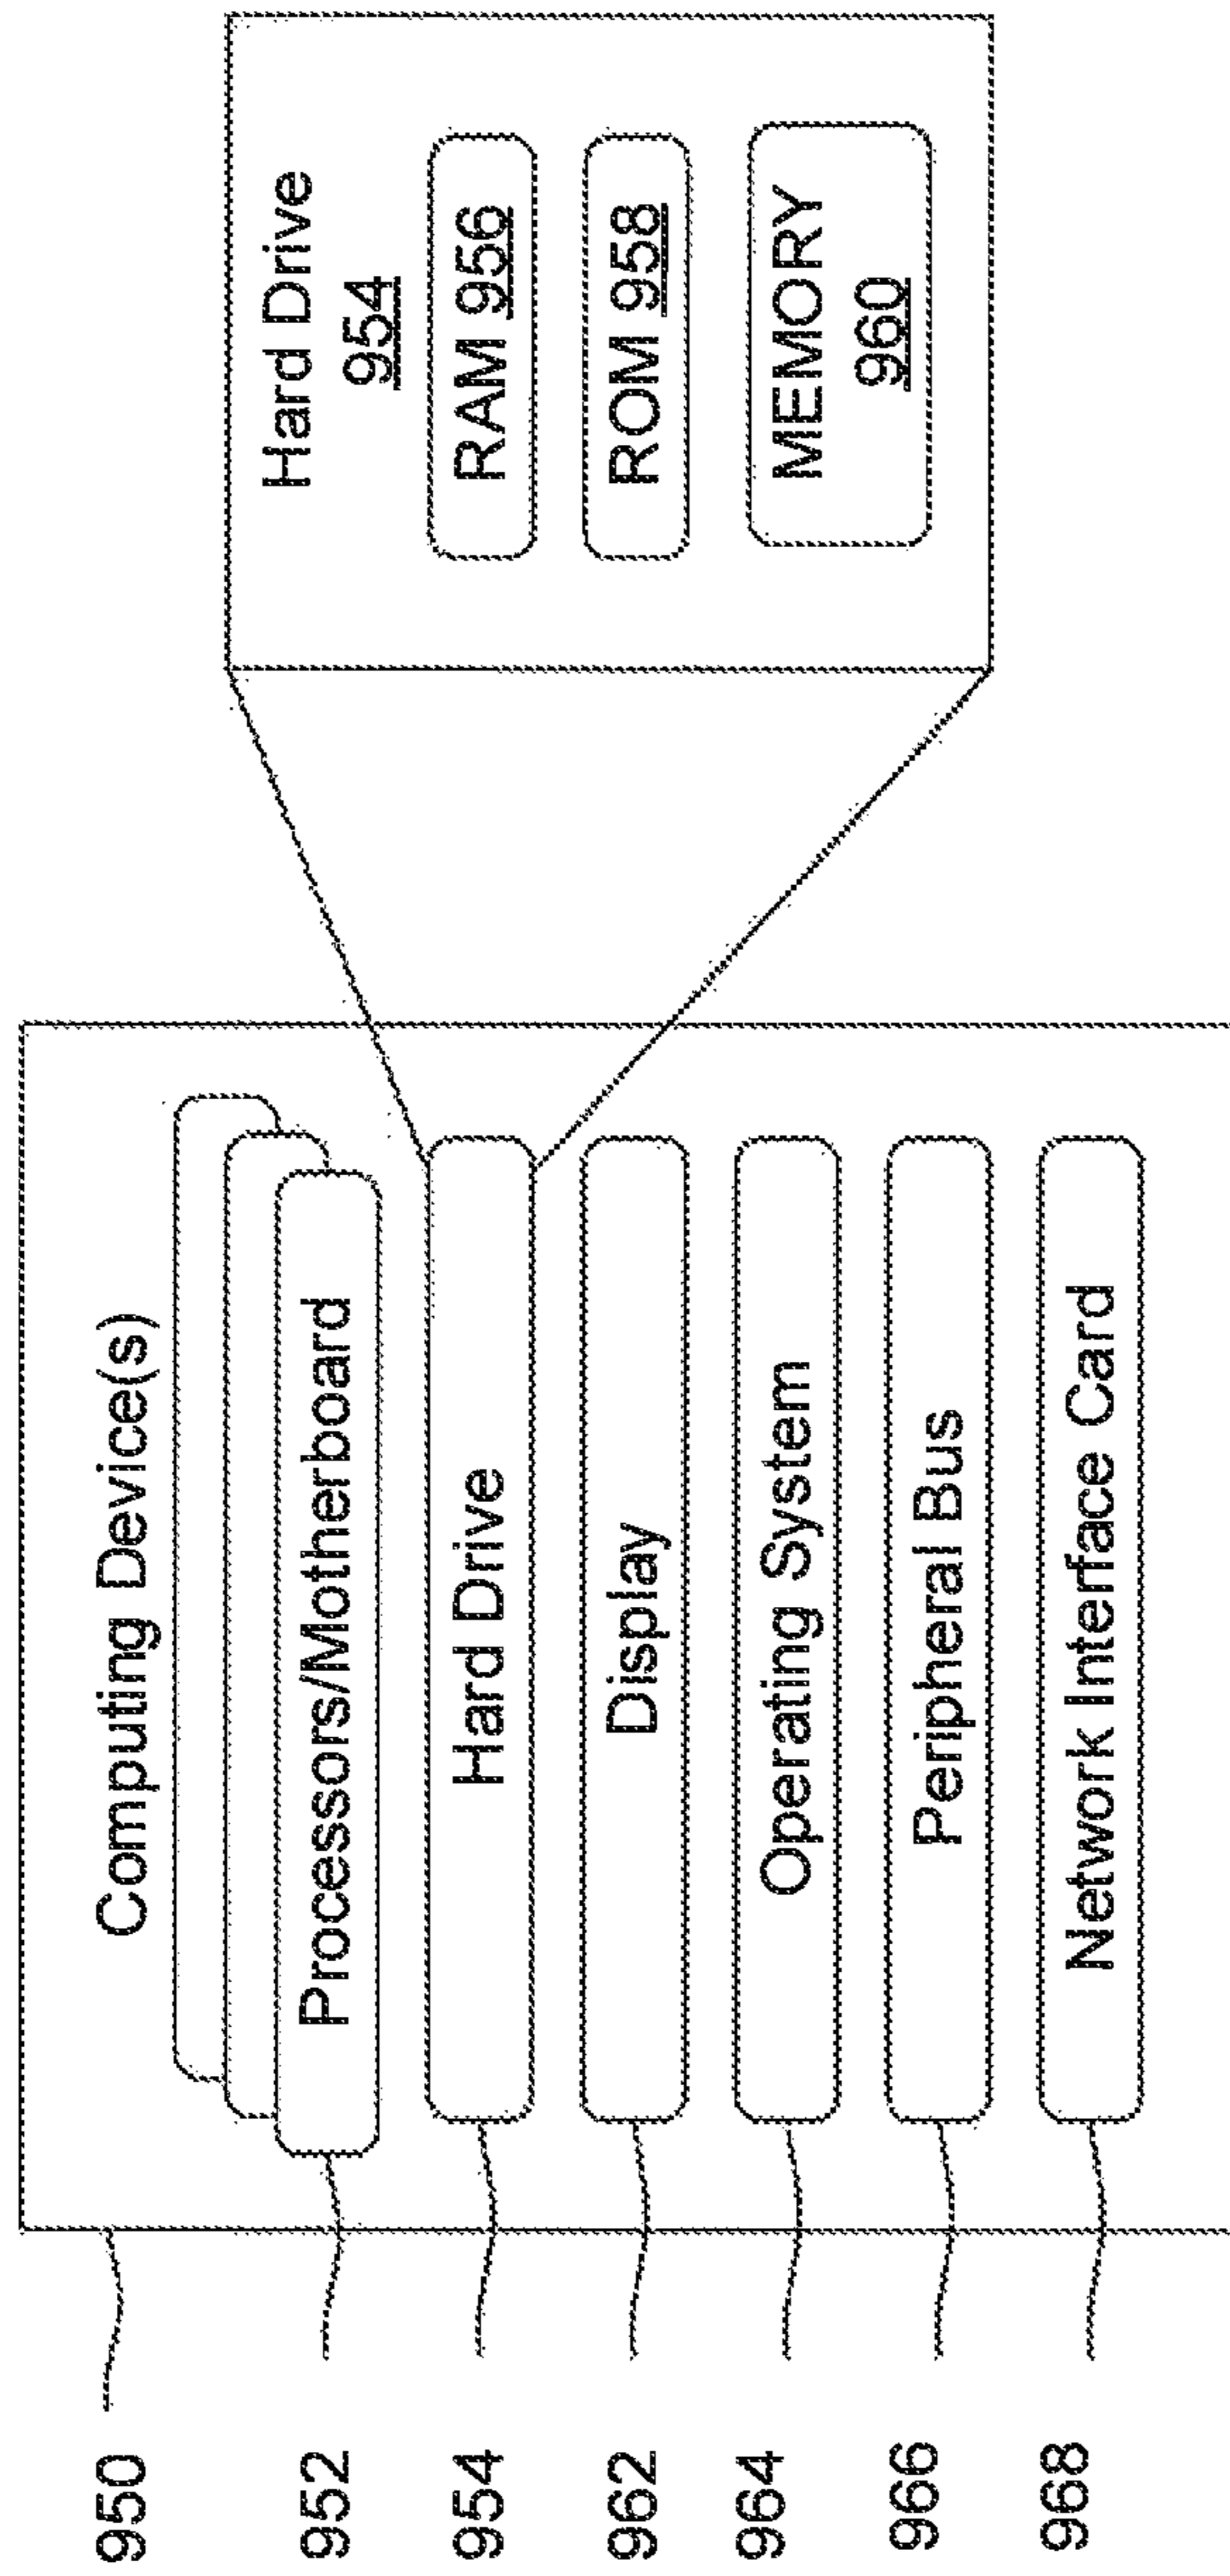 950
Computing Device(s)
952
Processors/Motherboard
954
Hard Drive
962
Display
964
Operating System
966
Peripheral Bus
968
Network Interface Card
Hard Drive
954
RAM 956
ROM 958
MEMORY
960